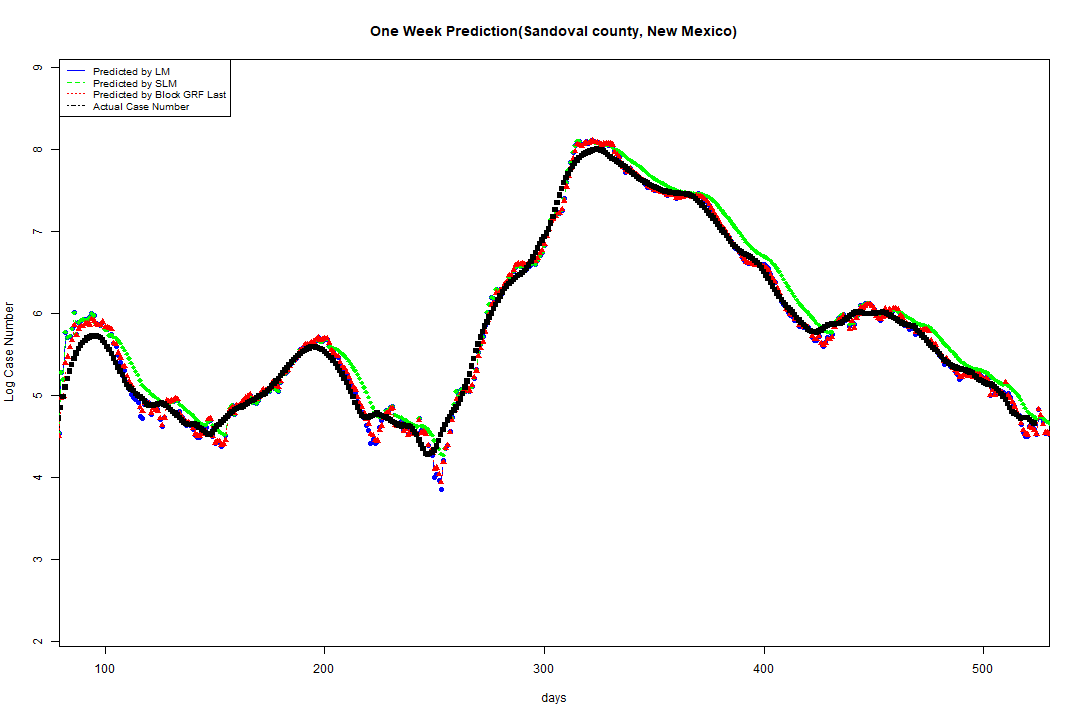 One Week Prediction(Sandoval county, New Mexico)
Predicted by LM
Predicted by SLM
Predicted by Block GRF Last
Actual Case Number
9
8
7
6
5
4
3
2
Log Case Number
100 200 300 400 500
days